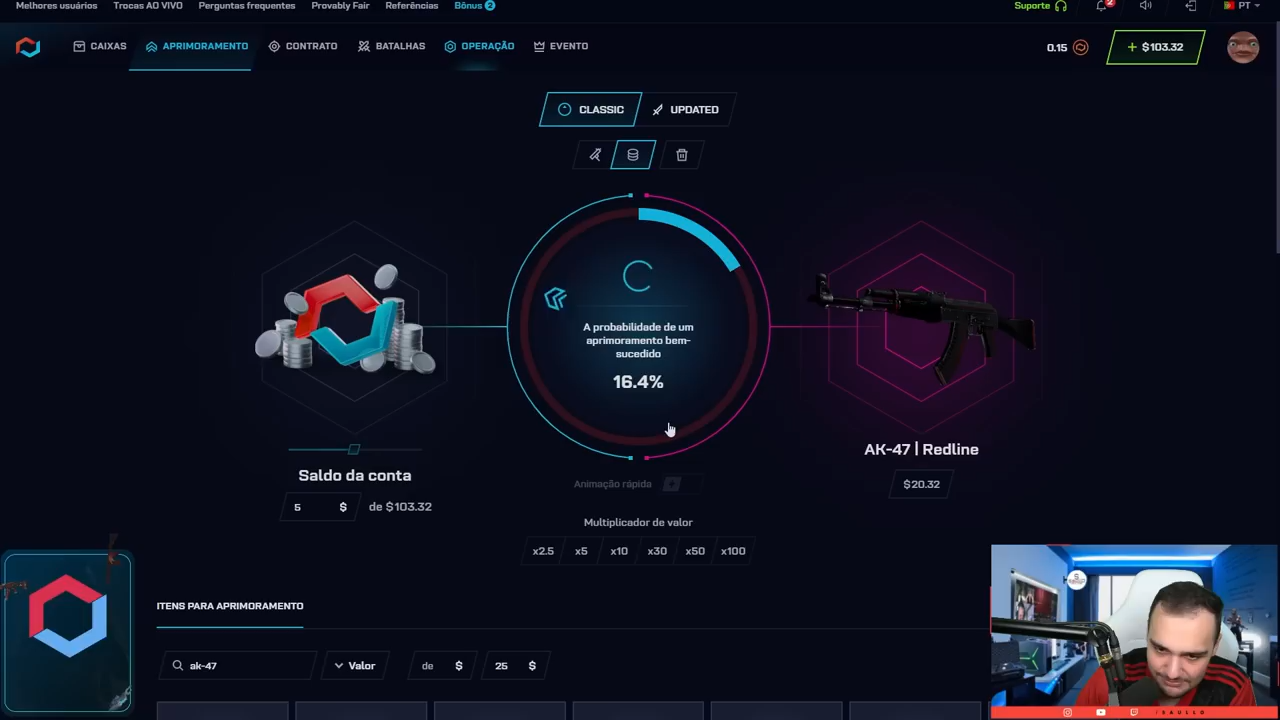 Melhores usuários Trocas AO VIVO Perguntas frequentes Provably Fair Referências Bônus 2 Suporte 2 PT
CAIXAS APRIMORAMENTO CONTRATO BATALHAS OPERAÇÃO EVENTO 0.15 + $103.32
CLASSIC UPDATED
A probabilidade de um
aprimoramento bem-
sucedido
16.4%
Saldo da conta
5 $ de $103.32
AK-47 | Redline
$20.32
Animação rápida
Multiplicador de valor
x2.5 x5 x10 x30 x50 x100
ITENS PARA APRIMORAMENTO
ak-47 Valor de $ 25 $
/SAULLO